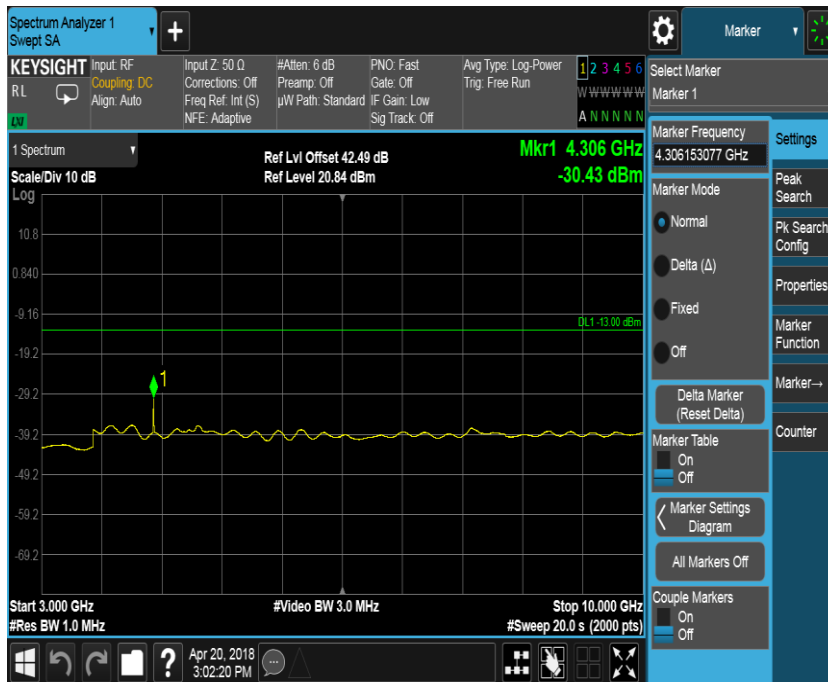 Spectrum Analyzer 1
Swept SA
+
Marker
KEYSIGHT
RL
LXI
Input: RF
Coupling: DC
Align: Auto
Input Z: 50 Ω
Corrections: Off
Freq Ref: Int (S)
NFE: Adaptive
#Atten: 6 dB
Preamp: Off
µW Path: Standard
PNO: Fast
Gate: Off
IF Gain: Low
Sig Track: Off
Avg Type: Log-Power
Trig: Free Run
1 2 3 4 5 6
W W W W W W
A N N N N N
Select Marker
Marker 1
1 Spectrum
Scale/Div 10 dB
Log
Ref Lvl Offset 42.49 dB
Ref Level 20.84 dBm
Mkr1 4.306 GHz
-30.43 dBm
10.8
0.840
-9.16
-19.2
-29.2
-39.2
-49.2
-59.2
-69.2
DL1 -13.00 dBm
1
Start 3.000 GHz
#Res BW 1.0 MHz
#Video BW 3.0 MHz
Stop 10.000 GHz
#Sweep 20.0 s (2000 pts)
Marker Frequency
4.306153077 GHz
Marker Mode
Normal
Delta (Δ)
Fixed
Off
Delta Marker
(Reset Delta)
Marker Table
On
Off
Marker Settings
Diagram
All Markers Off
Couple Markers
On
Off
Settings
Peak
Search
Pk Search
Config
Properties
Marker
Function
Marker→
Counter
?
Apr 20, 2018
3:02:20 PM